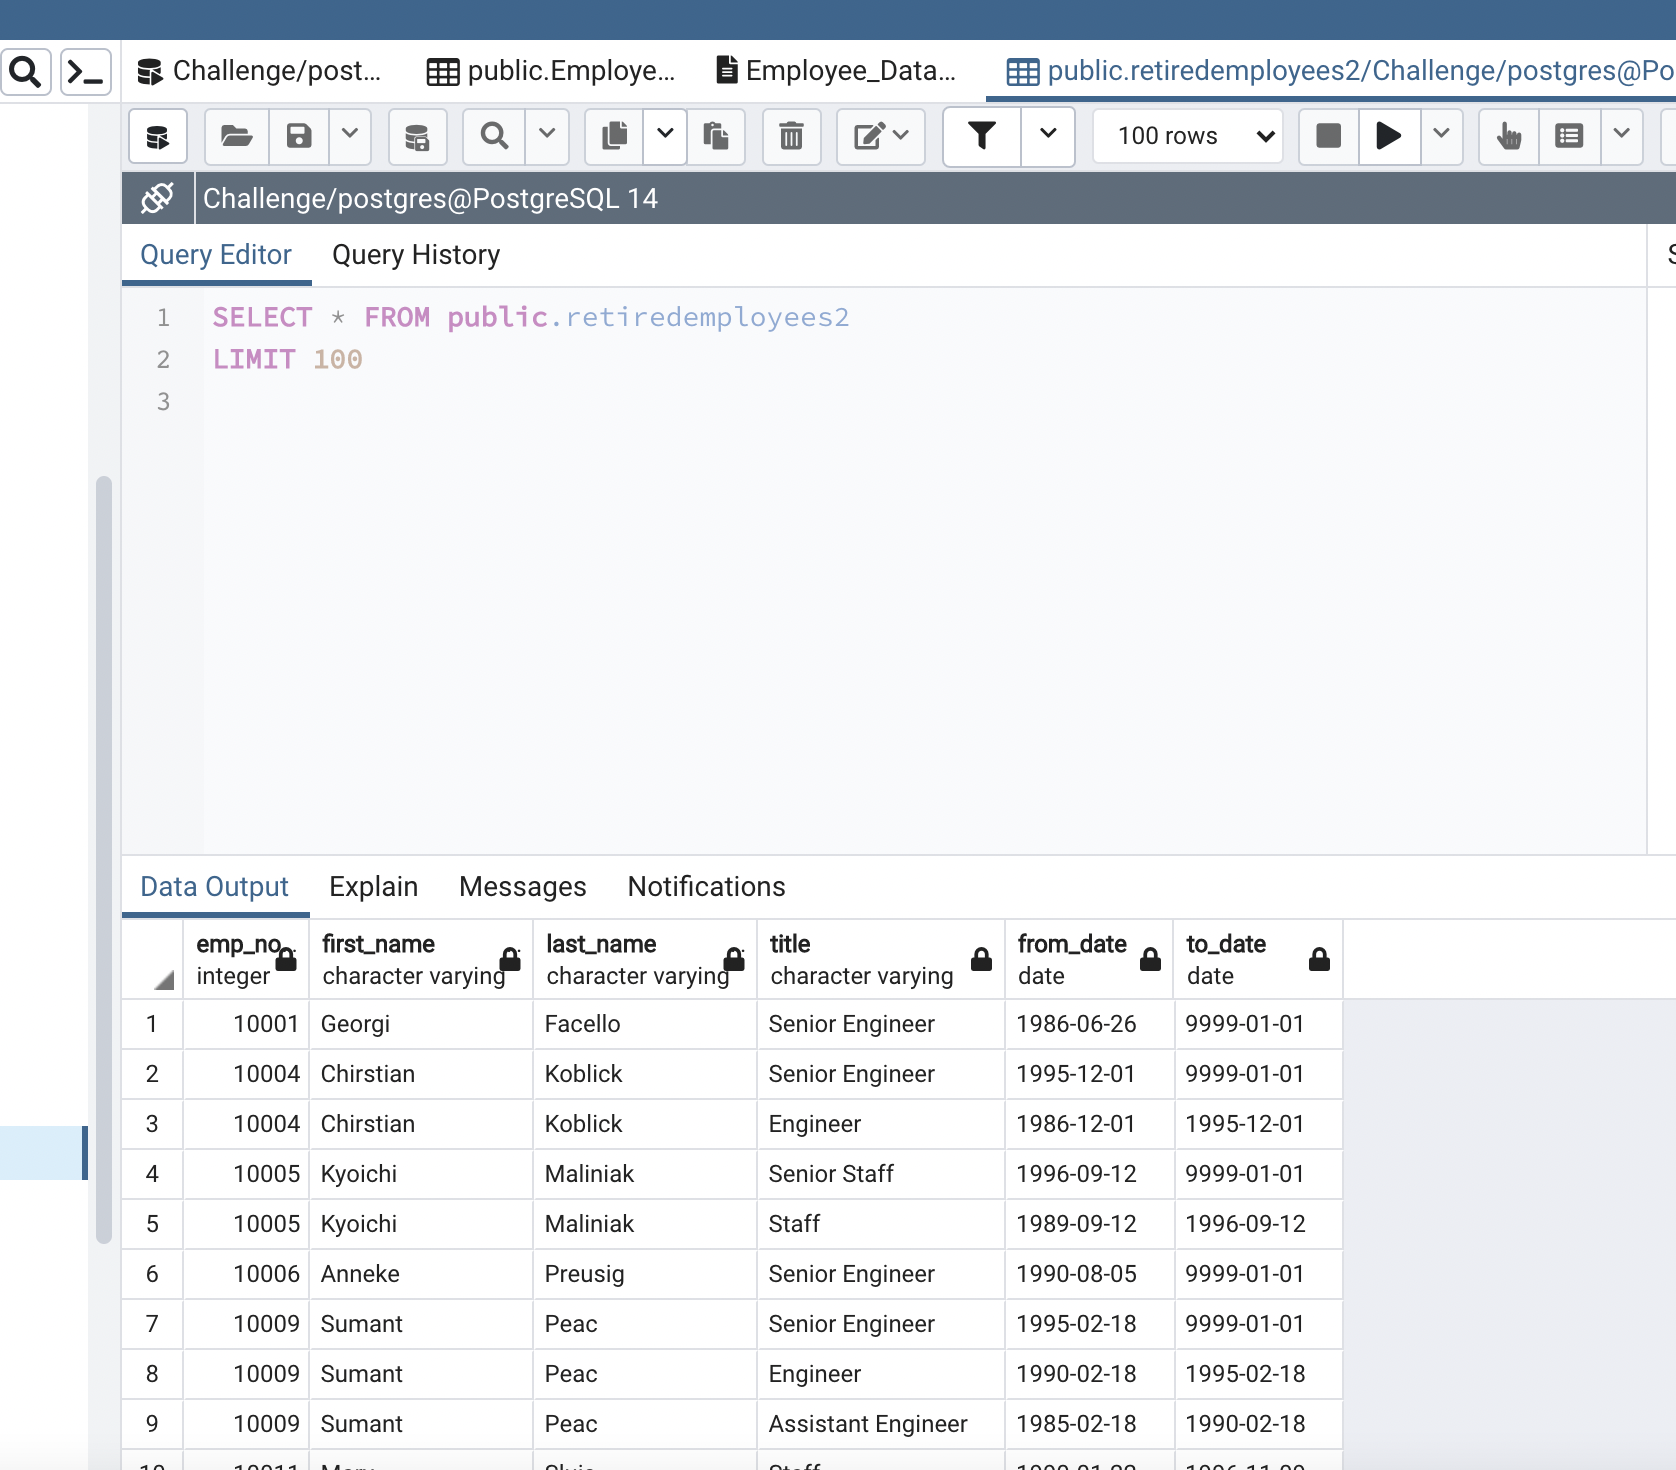 Challenge/post... public.Employe... Employee_Data... public.retiredemployees2/Challenge/postgres@Po
100 rows
Challenge/postgres@PostgreSQL 14
Query Editor Query History
1 SELECT * FROM public.retiredemployees2
2 LIMIT 100
3
Data Output Explain Messages Notifications
emp_no first_name last_name title from_date to_date
integer character varying character varying character varying date date
1 10001 Georgi Facello Senior Engineer 1986-06-26 9999-01-01
2 10004 Chirstian Koblick Senior Engineer 1995-12-01 9999-01-01
3 10004 Chirstian Koblick Engineer 1986-12-01 1995-12-01
4 10005 Kyoichi Maliniak Senior Staff 1996-09-12 9999-01-01
5 10005 Kyoichi Maliniak Staff 1989-09-12 1996-09-12
6 10006 Anneke Preusig Senior Engineer 1990-08-05 9999-01-01
7 10009 Sumant Peac Senior Engineer 1995-02-18 9999-01-01
8 10009 Sumant Peac Engineer 1990-02-18 1995-02-18
9 10009 Sumant Peac Assistant Engineer 1985-02-18 1990-02-18